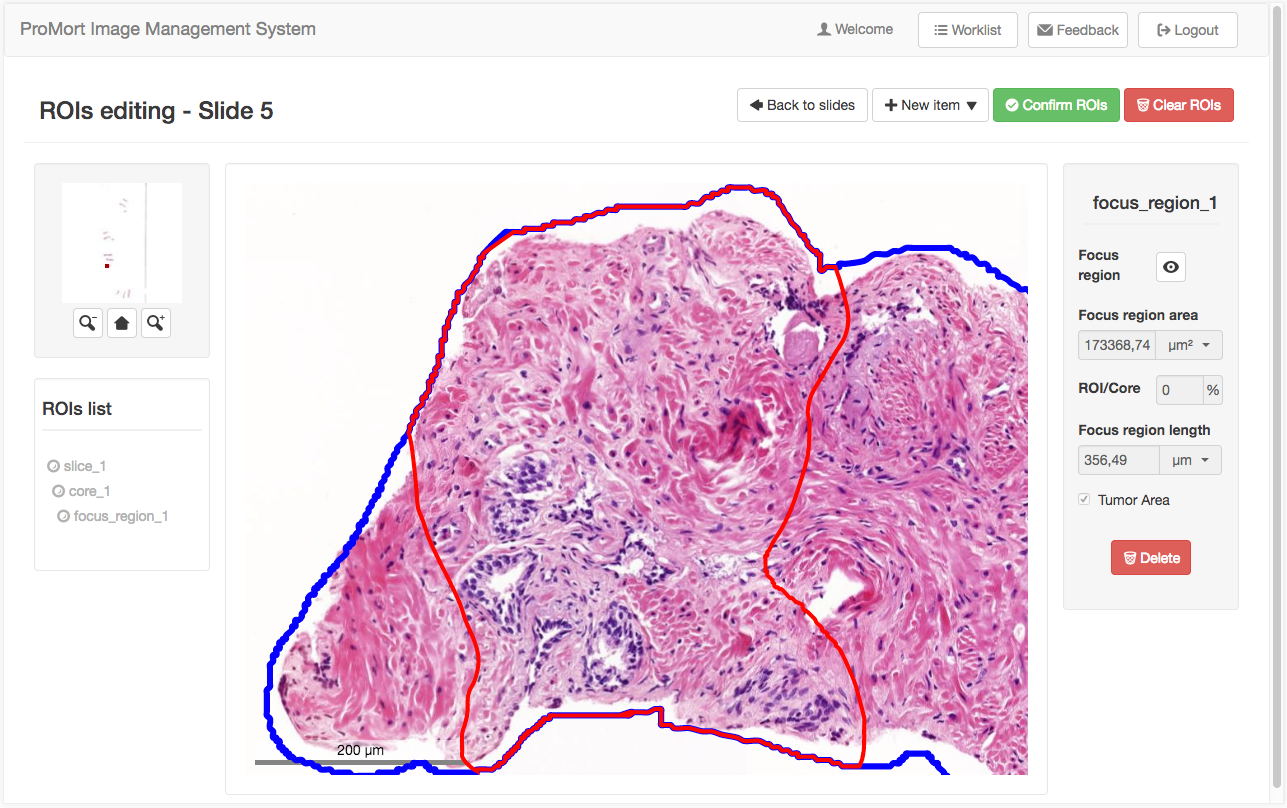 ProMort Image Management System
Welcome
Worklist
Feedback
Logout
ROIs editing - Slide 5
Back to slides
New item
Confirm ROIs
Clear ROIs
focus_region_1
Focus region
Focus region area
173368,74 µm²
ROI/Core 0 %
Focus region length
356,49 µm
Tumor Area
Delete
ROIs list
slice_1
core_1
focus_region_1
200 µm